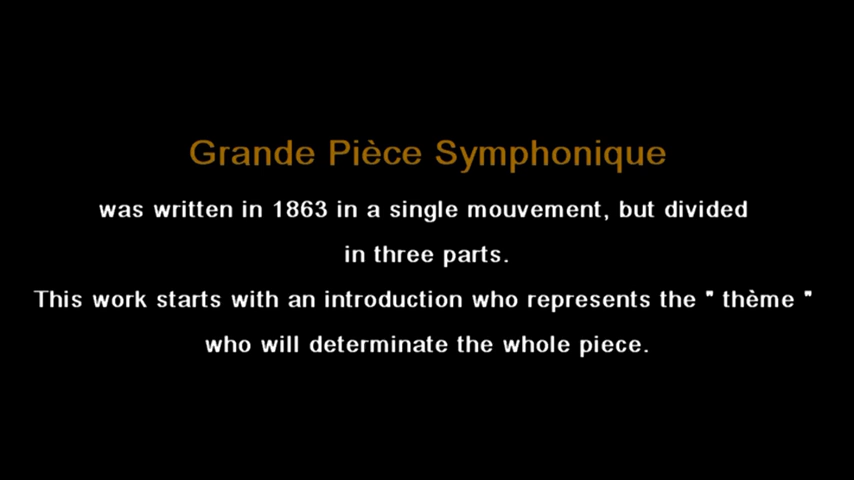 Grande Pièce Symphonique
was written in 1863 in a single mouvement, but divided
in three parts.
This work starts with an introduction who represents the " thème "
who will determinate the whole piece.